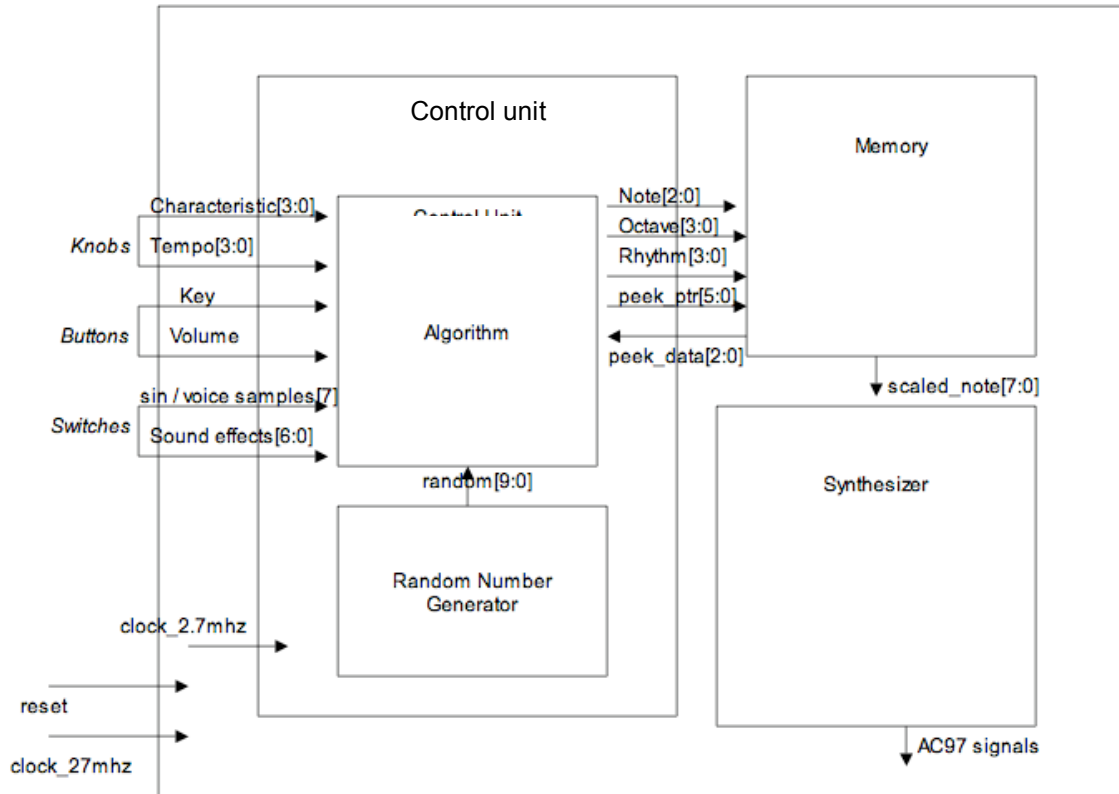 Control unit
Memory
Characteristic[3:0]
Knobs
Tempo[3:0]
Key
Buttons
Volume
sin / voice samples[7]
Switches
Sound effects[6:0]
Control Unit
Algorithm
Note[2:0]
Octave[3:0]
Rhythm[3:0]
peek_ptr[5:0]
peek_data[2:0]
scaled_note[7:0]
random[9:0]
Synthesizer
Random Number
Generator
clock_2.7mhz
reset
clock_27mhz
AC97 signals